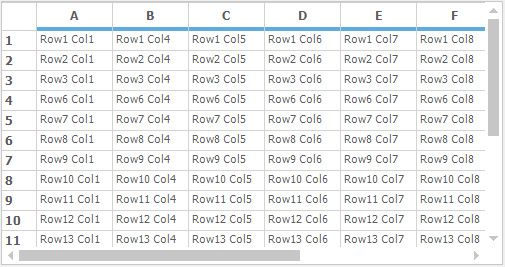 A B C D E F
1 Row1 Col1 Row1 Col4 Row1 Col5 Row1 Col6 Row1 Col7 Row1 Col8
2 Row2 Col1 Row2 Col4 Row2 Col5 Row2 Col6 Row2 Col7 Row2 Col8
3 Row3 Col1 Row3 Col4 Row3 Col5 Row3 Col6 Row3 Col7 Row3 Col8
4 Row6 Col1 Row6 Col4 Row6 Col5 Row6 Col6 Row6 Col7 Row6 Col8
5 Row7 Col1 Row7 Col4 Row7 Col5 Row7 Col6 Row7 Col7 Row7 Col8
6 Row8 Col1 Row8 Col4 Row8 Col5 Row8 Col6 Row8 Col7 Row8 Col8
7 Row9 Col1 Row9 Col4 Row9 Col5 Row9 Col6 Row9 Col7 Row9 Col8
8 Row10 Col1 Row10 Col4 Row10 Col5 Row10 Col6 Row10 Col7 Row10 Col8
9 Row11 Col1 Row11 Col4 Row11 Col5 Row11 Col6 Row11 Col7 Row11 Col8
10 Row12 Col1 Row12 Col4 Row12 Col5 Row12 Col6 Row12 Col7 Row12 Col8
11 Row13 Col1 Row13 Col4 Row13 Col5 Row13 Col6 Row13 Col7 Row13 Col8